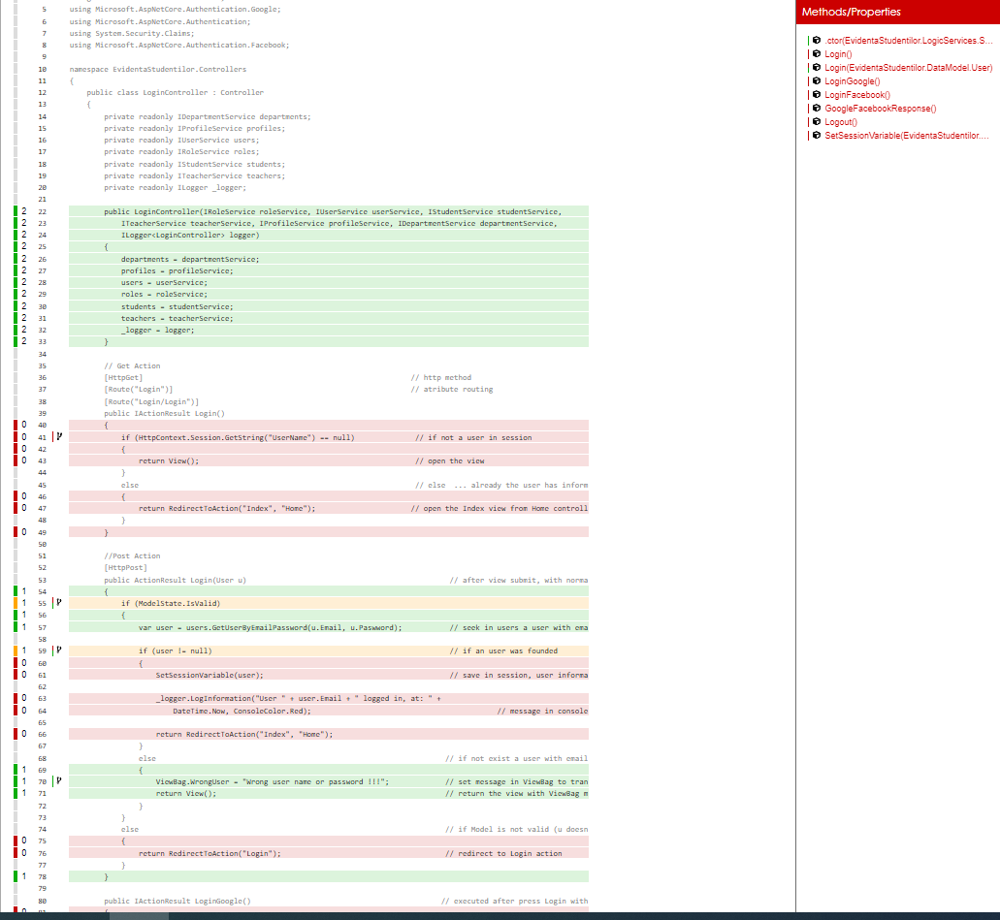 5 using Microsoft.AspNetCore.Authentication.Google;
6 using Microsoft.AspNetCore.Authentication;
7 using System.Security.Claims;
8 using Microsoft.AspNetCore.Authentication.Facebook;
9
10 namespace EvidentaStudentilor.Controllers
11 {
12 public class LoginController : Controller
13 {
14 private readonly IDepartmentService departments;
15 private readonly IProfileService profiles;
16 private readonly IUserService users;
17 private readonly IRoleService roles;
18 private readonly IStudentService students;
19 private readonly ITeacherService teachers;
20 private readonly ILogger _logger;
21
2 22 public LoginController(IRoleService roleService, IUserService userService, IStudentService studentService,
2 23 ITeacherService teacherService, IProfileService profileService, IDepartmentService departmentService,
2 24 ILogger<LoginController> logger)
2 25 {
2 26 departments = departmentService;
2 27 profiles = profileService;
2 28 users = userService;
2 29 roles = roleService;
2 30 students = studentService;
2 31 teachers = teacherService;
2 32 _logger = logger;
2 33 }
34
35 // Get Action
36 [HttpGet] // http method
37 [Route("Login")] // atribute routing
38 [Route("Login/Login")]
39 public IActionResult Login()
0 40 {
0 41 if (HttpContext.Session.GetString("UserName") == null) // if not a user in session
0 42 {
0 43 return View(); // open the view
44 }
45 else // else ... already the user has inform
0 46 {
0 47 return RedirectToAction("Index", "Home"); // open the Index view from Home controll
48 }
0 49 }
50
51 //Post Action
52 [HttpPost]
53 public ActionResult Login(User u) // after view submit, with norma
1 54 {
1 55 if (ModelState.IsValid)
1 56 {
1 57 var user = users.GetUserByEmailPassword(u.Email, u.Password); // seek in users a user with ema
58
1 59 if (user != null) // if an user was founded
0 60 {
0 61 SetSessionVariable(user); // save in session, user informa
62
0 63 _logger.LogInformation("User " + user.Email + " logged in, at: " +
0 64 DateTime.Now, ConsoleColor.Red); // message in console
65
0 66 return RedirectToAction("Index", "Home");
67 }
68 else // if not exist a user with email
1 69 {
1 70 ViewBag.WrongUser = "Wrong user name or password !!!"; // set message in ViewBag to tran
1 71 return View(); // return the view with ViewBag m
72 }
73 }
74 else // if Model is not valid (u doesn
0 75 {
0 76 return RedirectToAction("Login"); // redirect to Login action
77 }
1 78 }
79
80 public IActionResult LoginGoogle() // executed after press Login with
Methods/Properties
.ctor(EvidentaStudentilor.LogicServices.S...
Login()
Login(EvidentaStudentilor.DataModel.User)
LoginGoogle()
LoginFacebook()
GoogleFacebookResponse()
Logout()
SetSessionVariable(EvidentaStudentilor....